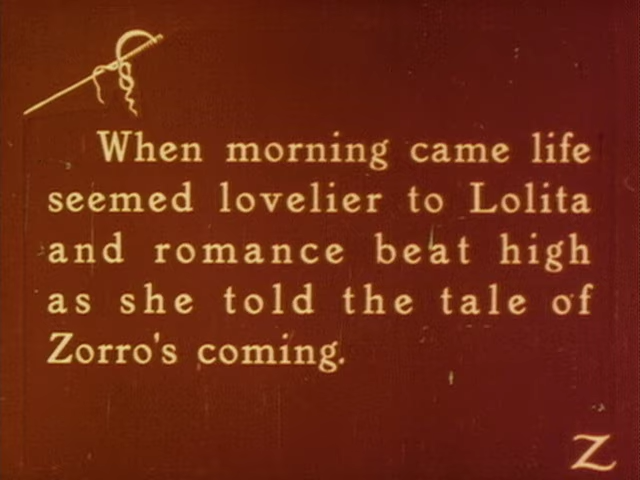 When morning came life
seemed lovelier to Lolita
and romance beat high
as she told the tale of
Zorro's coming.
Z